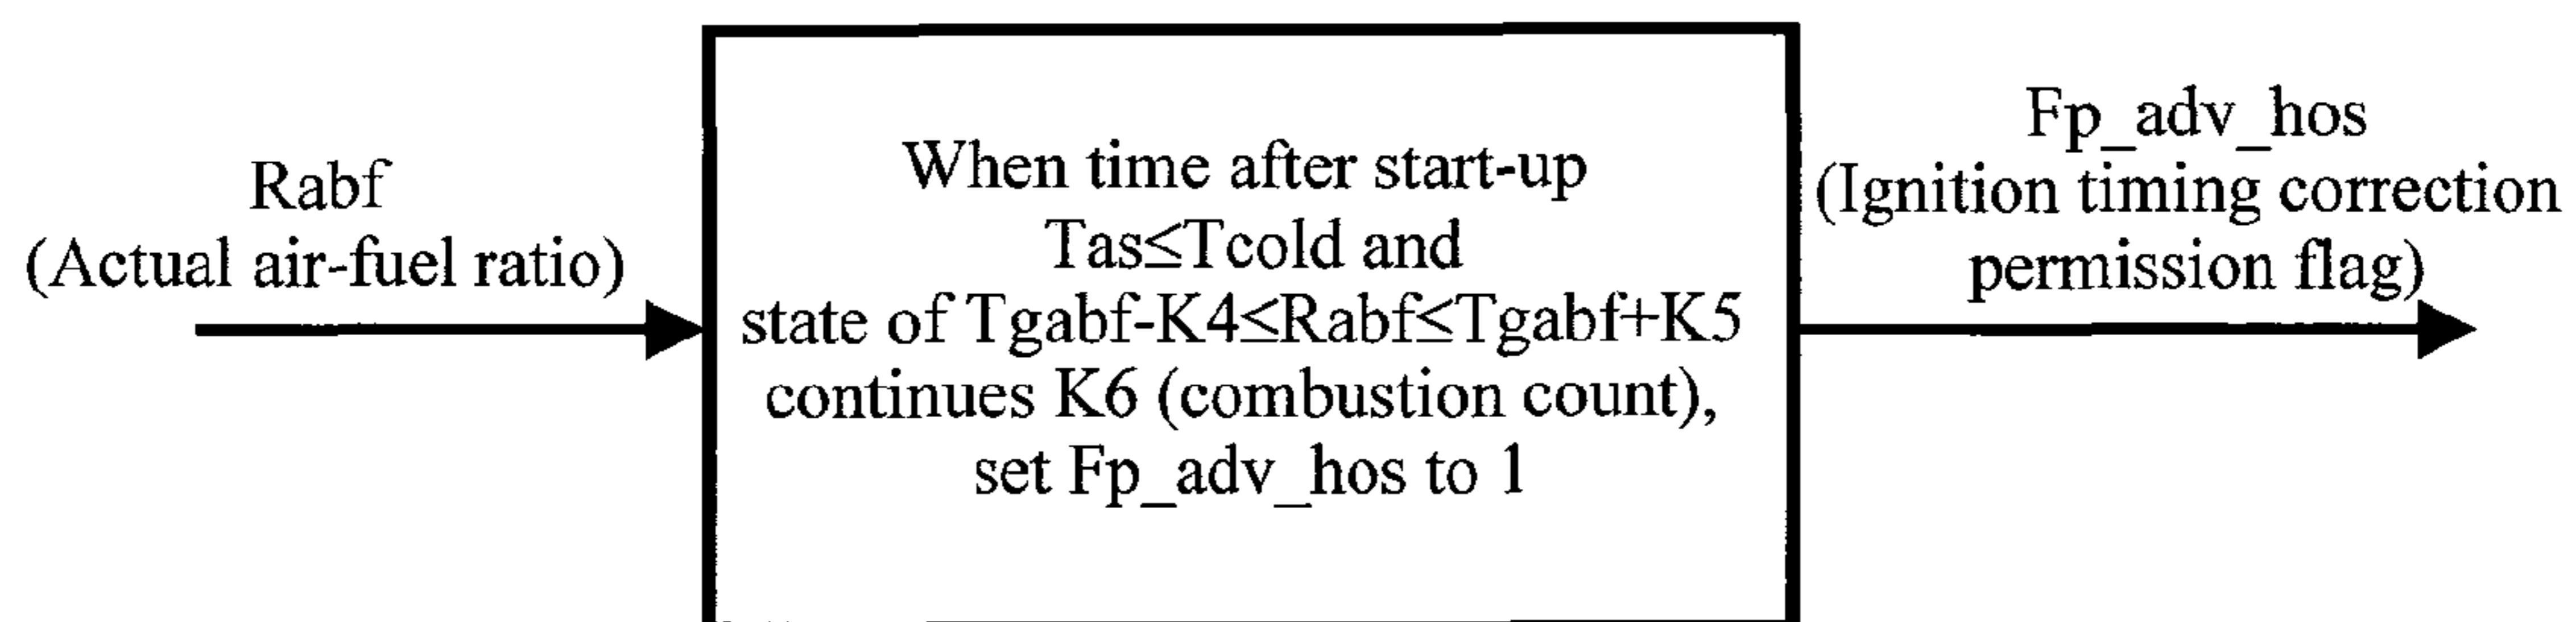 Rabf
(Actual air-fuel ratio)
When time after start-up
Tas≤Tcold and
state of Tgabf-K4≤Rabf≤Tgabf+K5
continues K6 (combustion count),
set Fp_adv_hos to 1
Fp_adv_hos
(Ignition timing correction
permission flag)